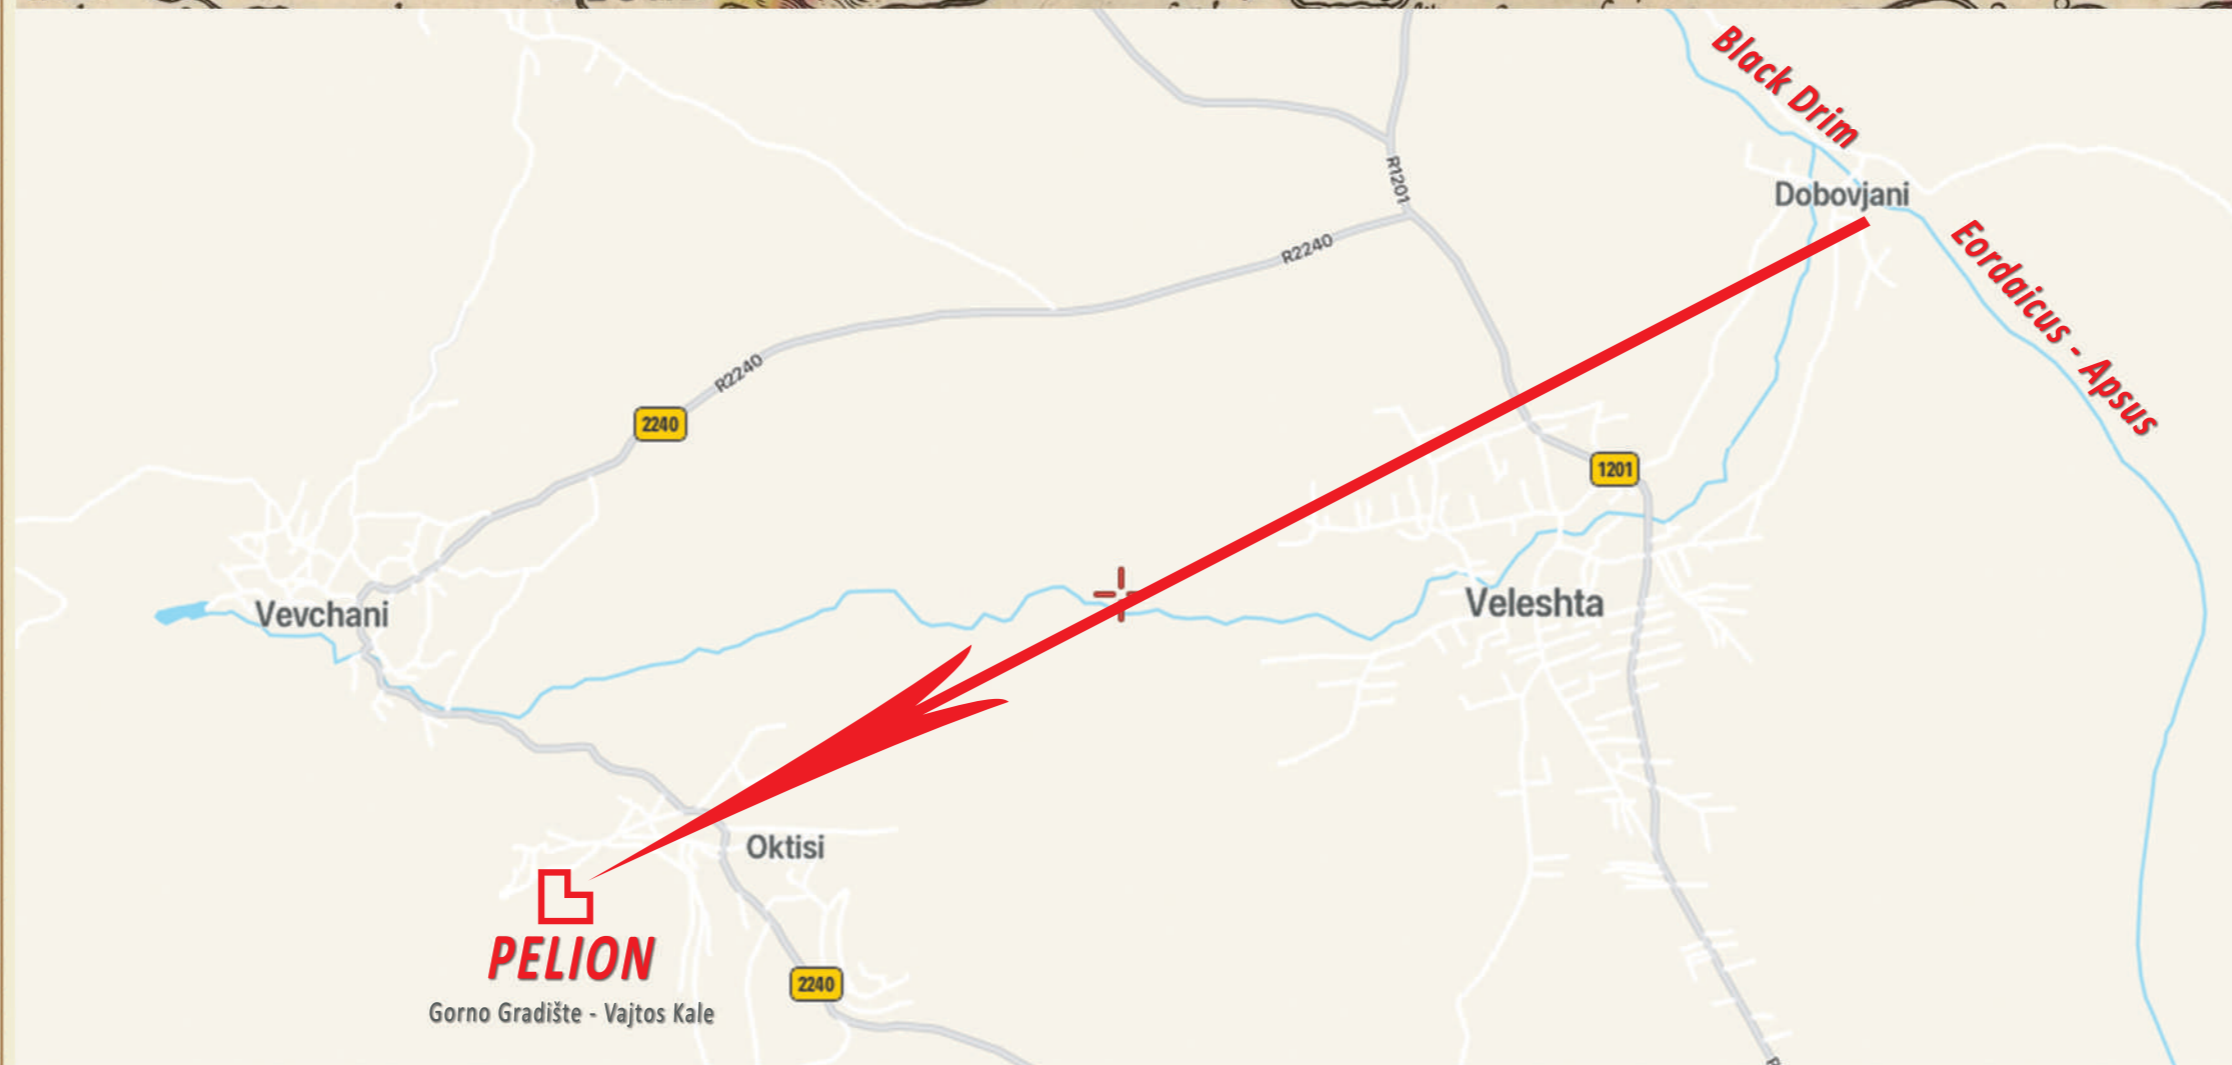 Black Drim
R1201
Dobovjani
R2240
Eordaicus - Apsus
R2240
2240
1201
Vevchani
Veleshta
Oktisi
PELION
2240
Gorno Gradište - Vajtos Kale